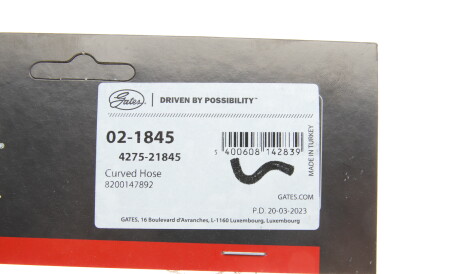 Gates
DRIVEN BY POSSIBILITY™
02-1845
4275-21845
Curved Hose
8200147892
5 400608 142839
MADE IN TURKEY
GATES.COM
P.D. 20-03-2023
GATES, 16 Boulevard d'Avranches, L-1160 Luxembourg, Luxembourg